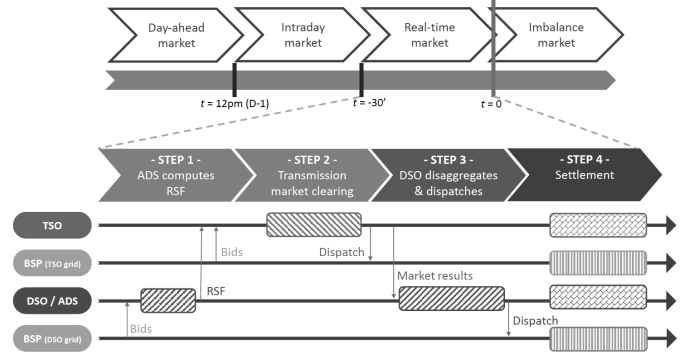 Day-ahead
market
Intraday
market
Real-time
market
Imbalance
market
t = 12pm (D-1)
t = -30'
t = 0
- STEP 1 -
ADS computes
RSF
- STEP 2 -
Transmission
market clearing
- STEP 3 -
DSO disaggregates
& dispatches
- STEP 4 -
Settlement
TSO
Bids
Dispatch
BSP (TSO grid)
Market results
RSF
DSO / ADS
Bids
Dispatch
BSP (DSO grid)